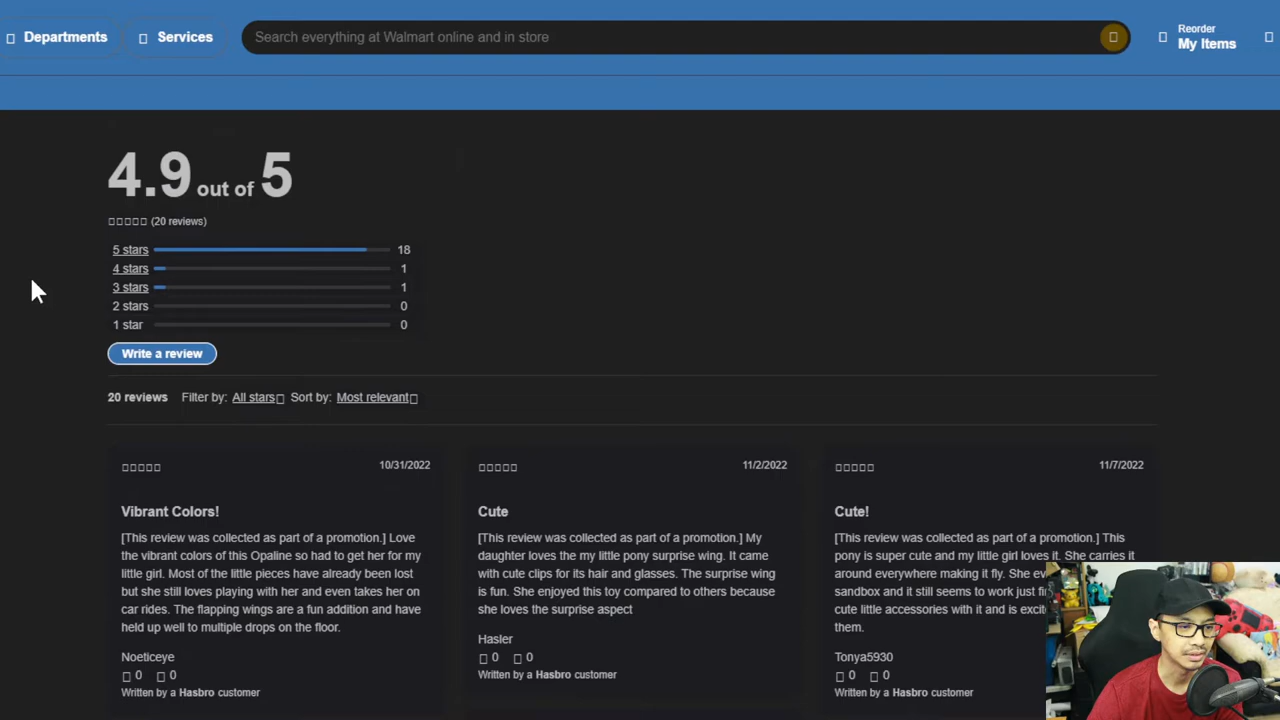 Departments
Services
Search everything at Walmart online and in store
Reorder
My Items
4.9 out of 5
(20 reviews)
5 stars 18
4 stars 1
3 stars 1
2 stars 0
1 star 0
Write a review
20 reviews Filter by: All stars Sort by: Most relevant
10/31/2022
Vibrant Colors!
[This review was collected as part of a promotion.] Love
the vibrant colors of this Opaline so had to get her for my
little girl. Most of the little pieces have already been lost
but she still loves playing with her and even takes her on
car rides. The flapping wings are a fun addition and have
held up well to multiple drops on the floor.
Noeticeye
0 0
Written by a Hasbro customer
11/2/2022
Cute
[This review was collected as part of a promotion.] My
daughter loves the my little pony surprise wing. It came
with cute clips for its hair and glasses. The surprise wing
is fun. She enjoyed this toy compared to others because
she loves the surprise aspect
Hasler
0 0
Written by a Hasbro customer
11/7/2022
Cute!
[This review was collected as part of a promotion.] This
pony is super cute and my little girl loves it. She carries it
around everywhere making it fly. She
sandbox and it still seems to work just
cute little accessories with it and is
them.
Tonya5930
0 0
Written by a Hasbro customer